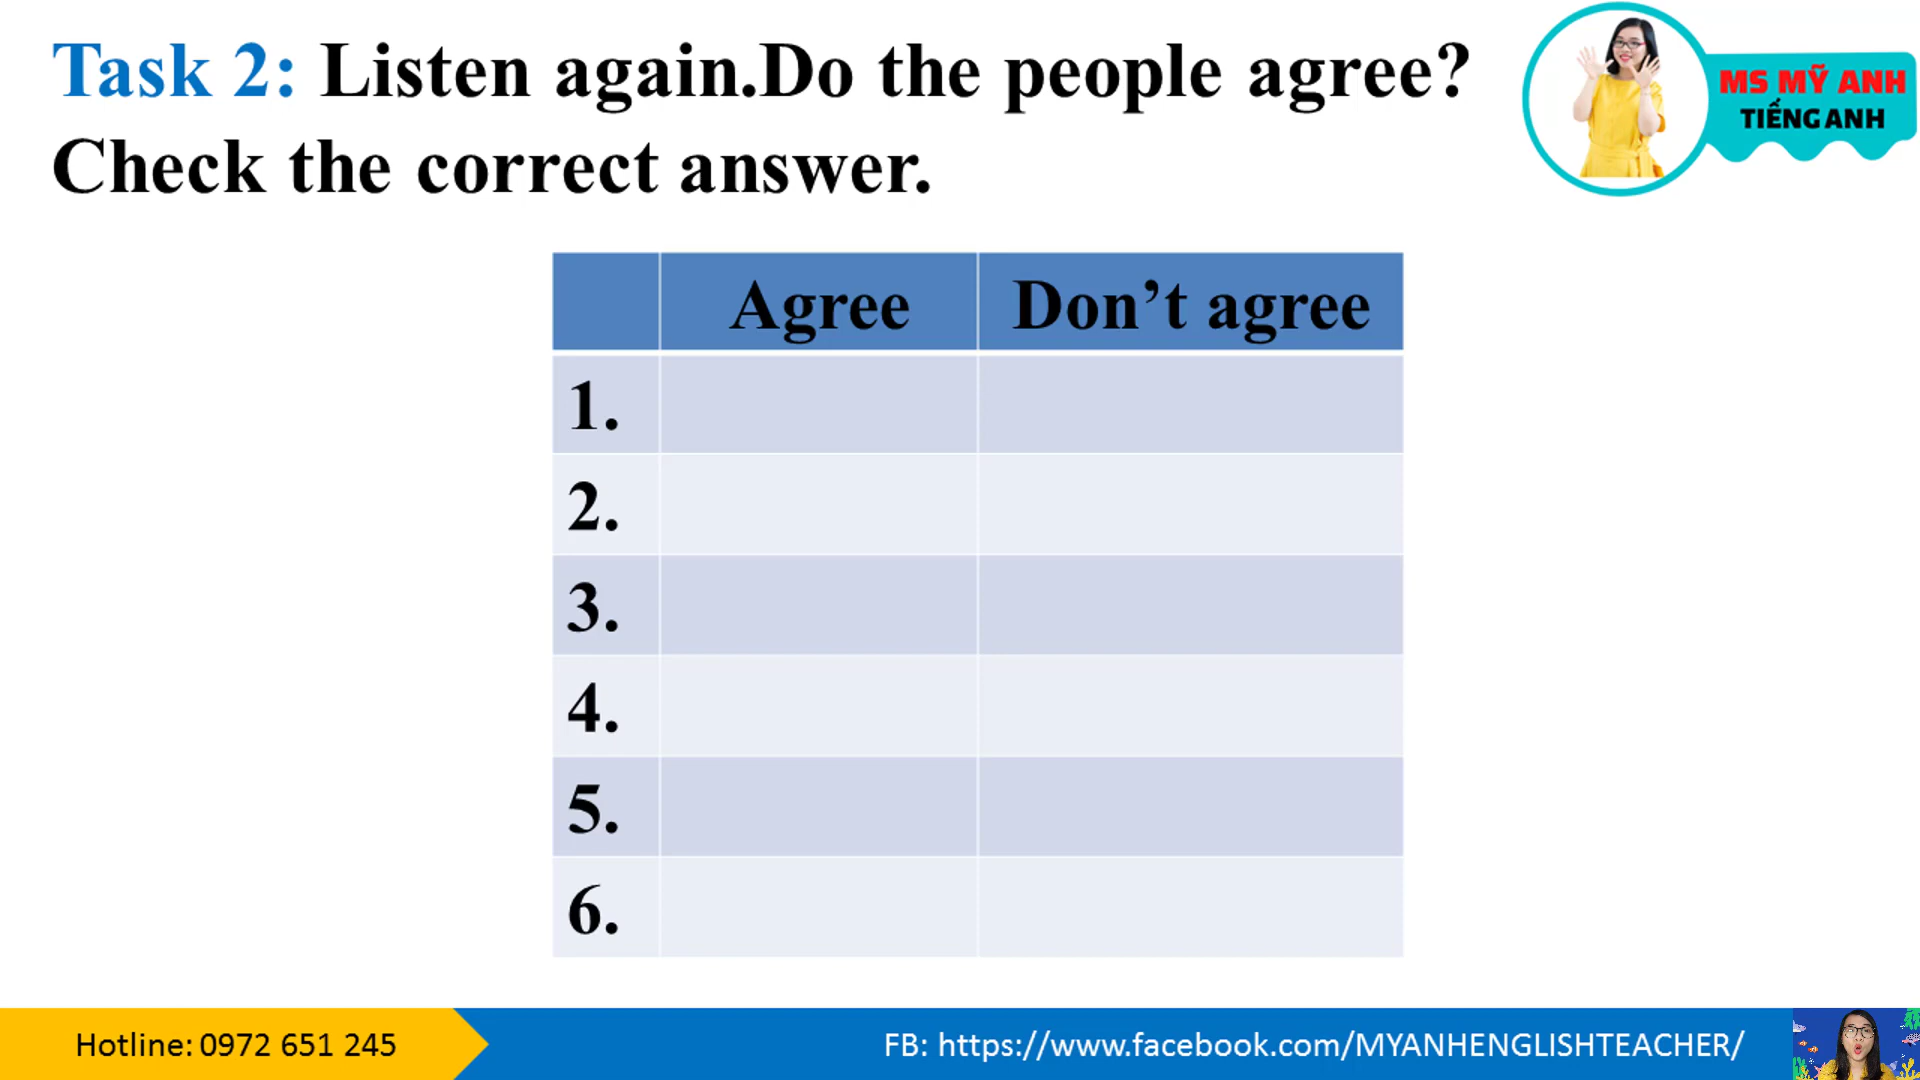 Task 2: Listen again.Do the people agree?
Check the correct answer.
MS MỸ ANH
TIẾNG ANH
Agree Don’t agree
1.
2.
3.
4.
5.
6.
Hotline: 0972 651 245
FB: https://www.facebook.com/MYANHENGLISHTEACHER/